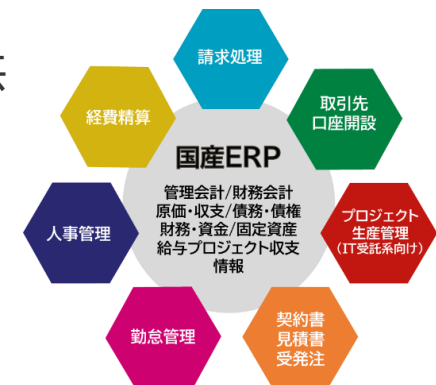 請求処理
取引先
口座開設
経費精算
国産ERP
管理会計/財務会計
原価・収支/債務・債権
財務・資金/固定資産
給与プロジェクト収支
情報
人事管理
プロジェクト
生産管理
(IT受託系向け)
勤怠管理
契約書
見積書
受発注